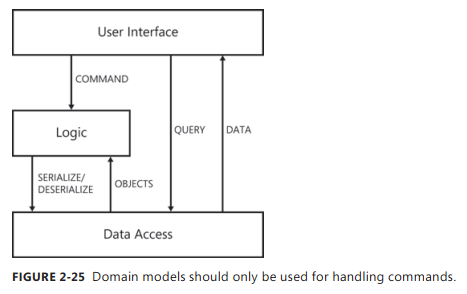 User Interface
COMMAND
Logic
QUERY
DATA
SERIALIZE/
DESERIALIZE
OBJECTS
Data Access
FIGURE 2-25 Domain models should only be used for handling commands.